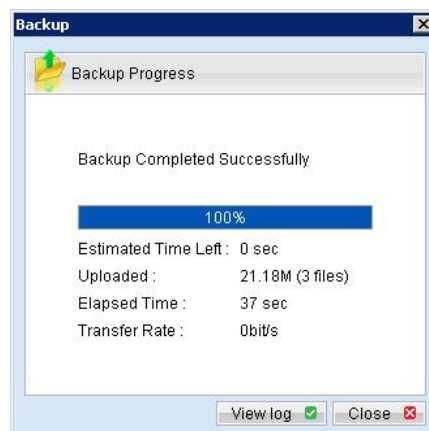 Backup
Backup Progress
Backup Completed Successfully
100%
Estimated Time Left : 0 sec
Uploaded : 21.18M (3 files)
Elapsed Time : 37 sec
Transfer Rate : 0bit/s
View log Close